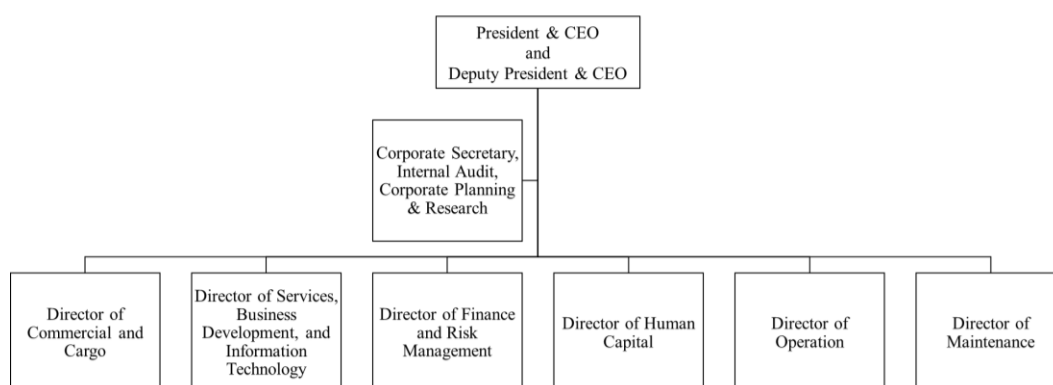 President & CEO
and
Deputy President & CEO
Corporate Secretary,
Internal Audit,
Corporate Planning
& Research
Director of
Commercial and
Cargo
Director of Services,
Business
Development, and
Information
Technology
Director of Finance
and Risk
Management
Director of Human
Capital
Director of
Operation
Director of
Maintenance